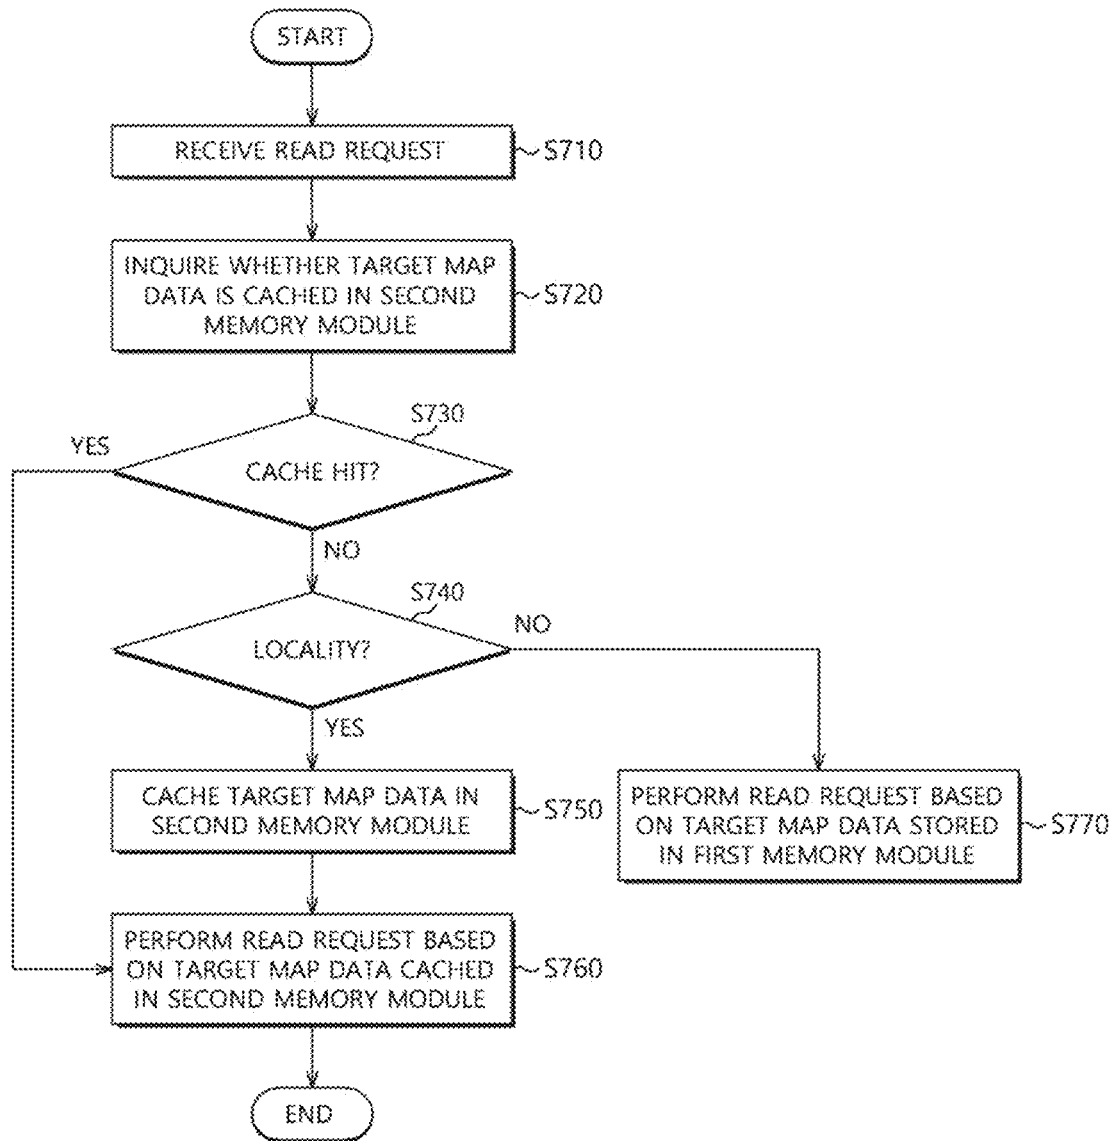 START
RECEIVE READ REQUEST
S710
INQUIRE WHETHER TARGET MAP
DATA IS CACHED IN SECOND
MEMORY MODULE
S720
S730
YES
CACHE HIT?
NO
S740
NO
LOCALITY?
YES
CACHE TARGET MAP DATA IN
SECOND MEMORY MODULE
S750
PERFORM READ REQUEST BASED
ON TARGET MAP DATA STORED
IN FIRST MEMORY MODULE
S770
PERFORM READ REQUEST BASED
ON TARGET MAP DATA CACHED
IN SECOND MEMORY MODULE
S760
END